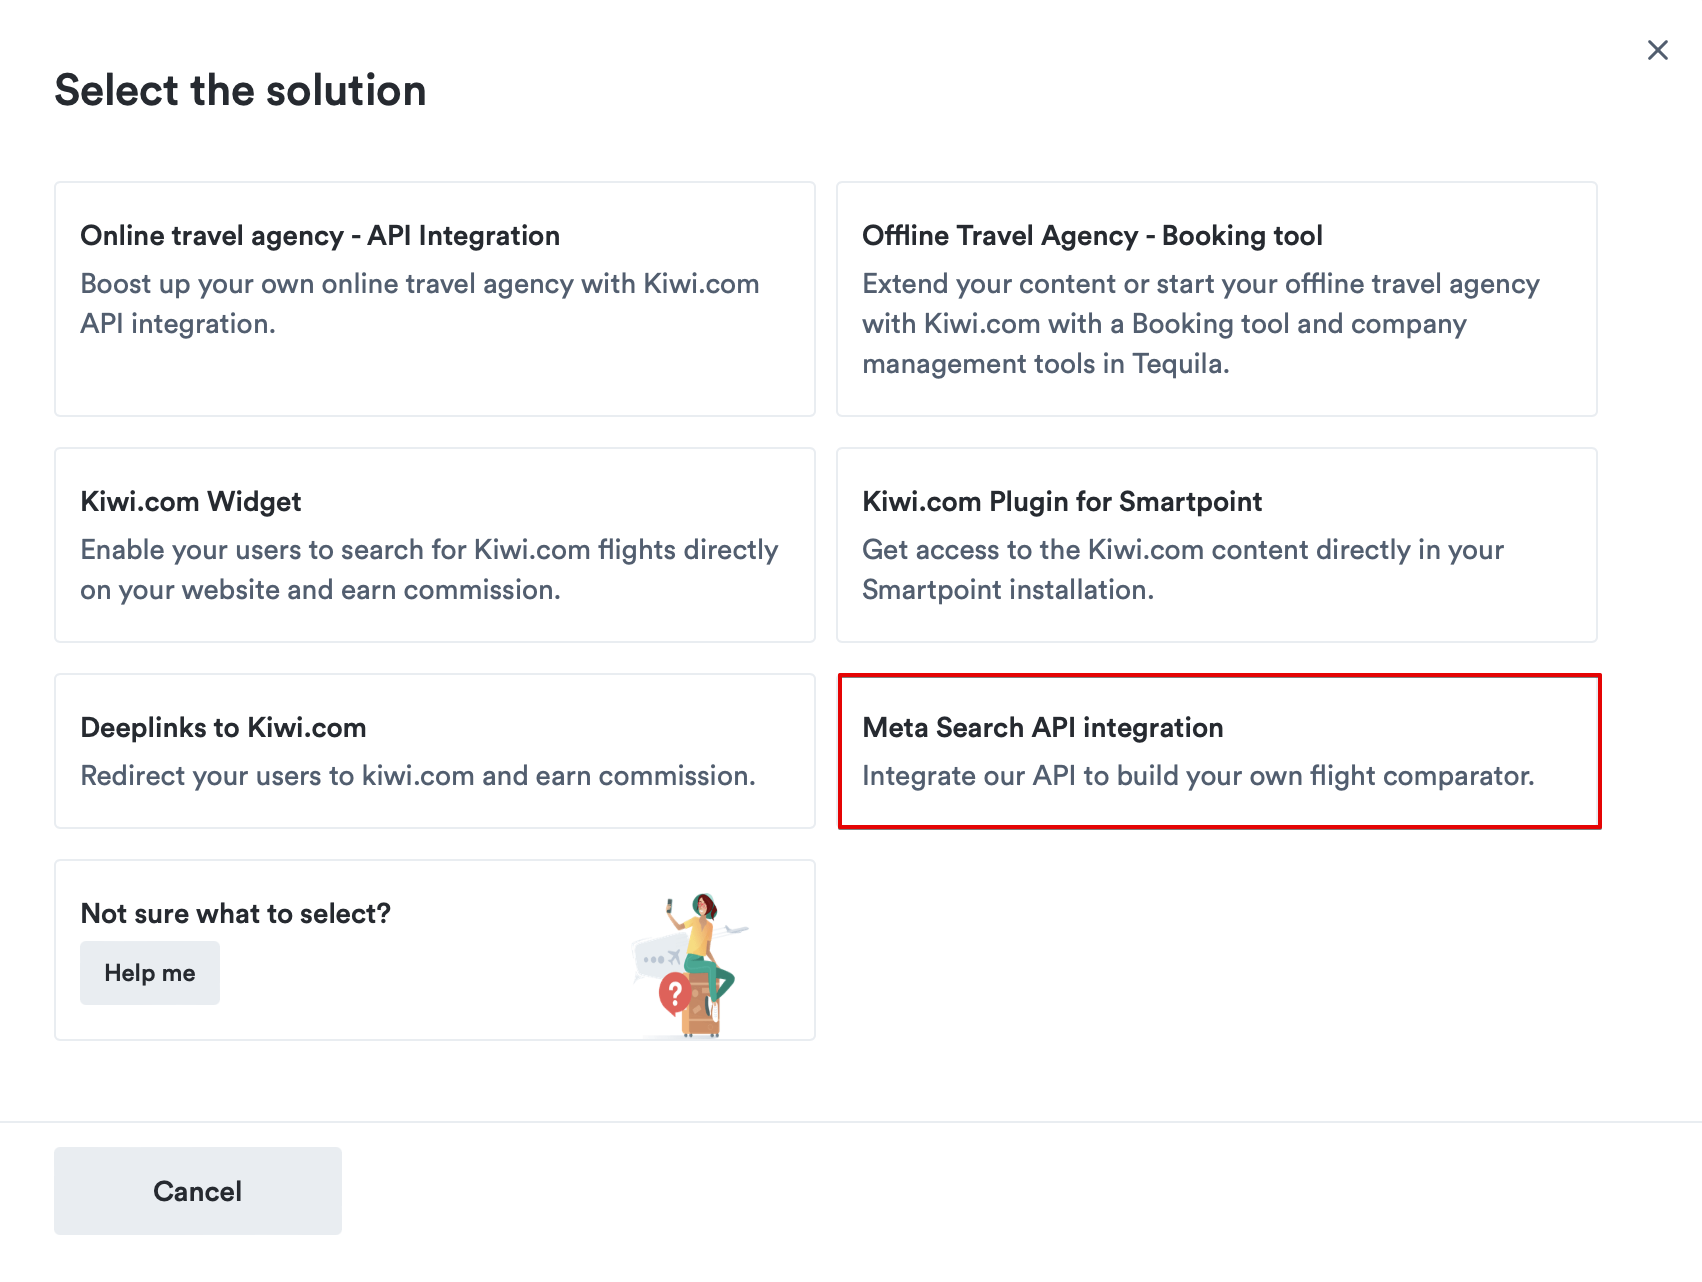 Select the solution
Online travel agency - API Integration
Boost up your own online travel agency with Kiwi.com
API integration.
Offline Travel Agency - Booking tool
Extend your content or start your offline travel agency
with Kiwi.com with a Booking tool and company
management tools in Tequila.
Kiwi.com Widget
Enable your users to search for Kiwi.com flights directly
on your website and earn commission.
Kiwi.com Plugin for Smartpoint
Get access to the Kiwi.com content directly in your
Smartpoint installation.
Deeplinks to Kiwi.com
Redirect your users to kiwi.com and earn commission.
Meta Search API integration
Integrate our API to build your own flight comparator.
Not sure what to select?
Help me
?
Cancel